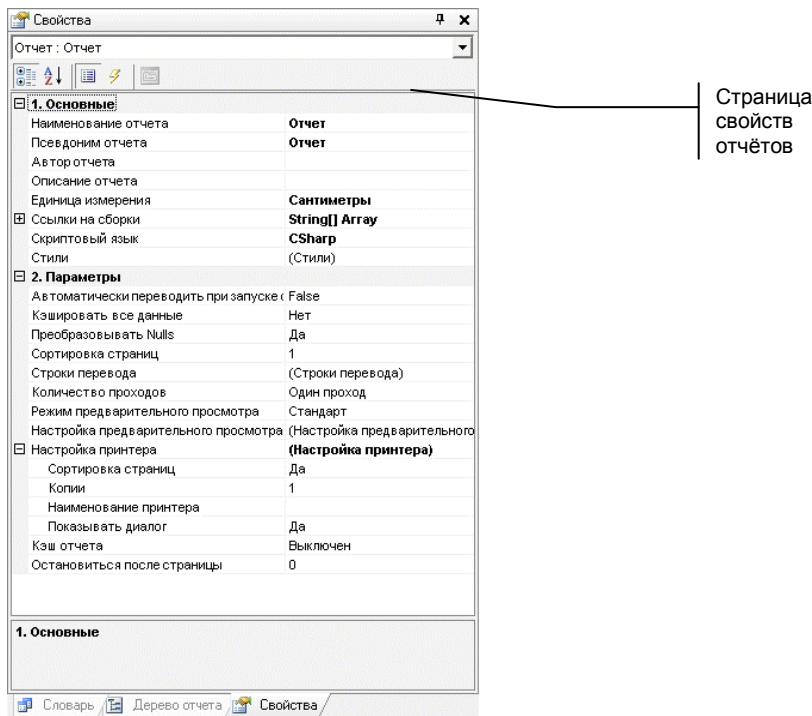 Свойства
Отчет : Отчет
Страница
свойств
отчётов
1. Основные
Наименование отчета Отчет
Псевдоним отчета Отчет
Автор отчета
Описание отчета
Единица измерения Сантиметры
Ссылки на сборки String[] Array
Скриптовый язык CSharp
Стили (Стили)
2. Параметры
Автоматически переводить при запуске ( False
Кэшировать все данные Нет
Преобразовывать Nulls Да
Сортировка страниц 1
Строки перевода (Строки перевода)
Количество проходов Один проход
Режим предварительного просмотра Стандарт
Настройка предварительного просмотра (Настройка предварительного
Настройка принтера (Настройка принтера)
Сортировка страниц Да
Копии 1
Наименование принтера
Показывать диалог Да
Кэш отчета Выключен
Остановиться после страницы 0
1. Основные
Словарь Дерево отчета Свойства